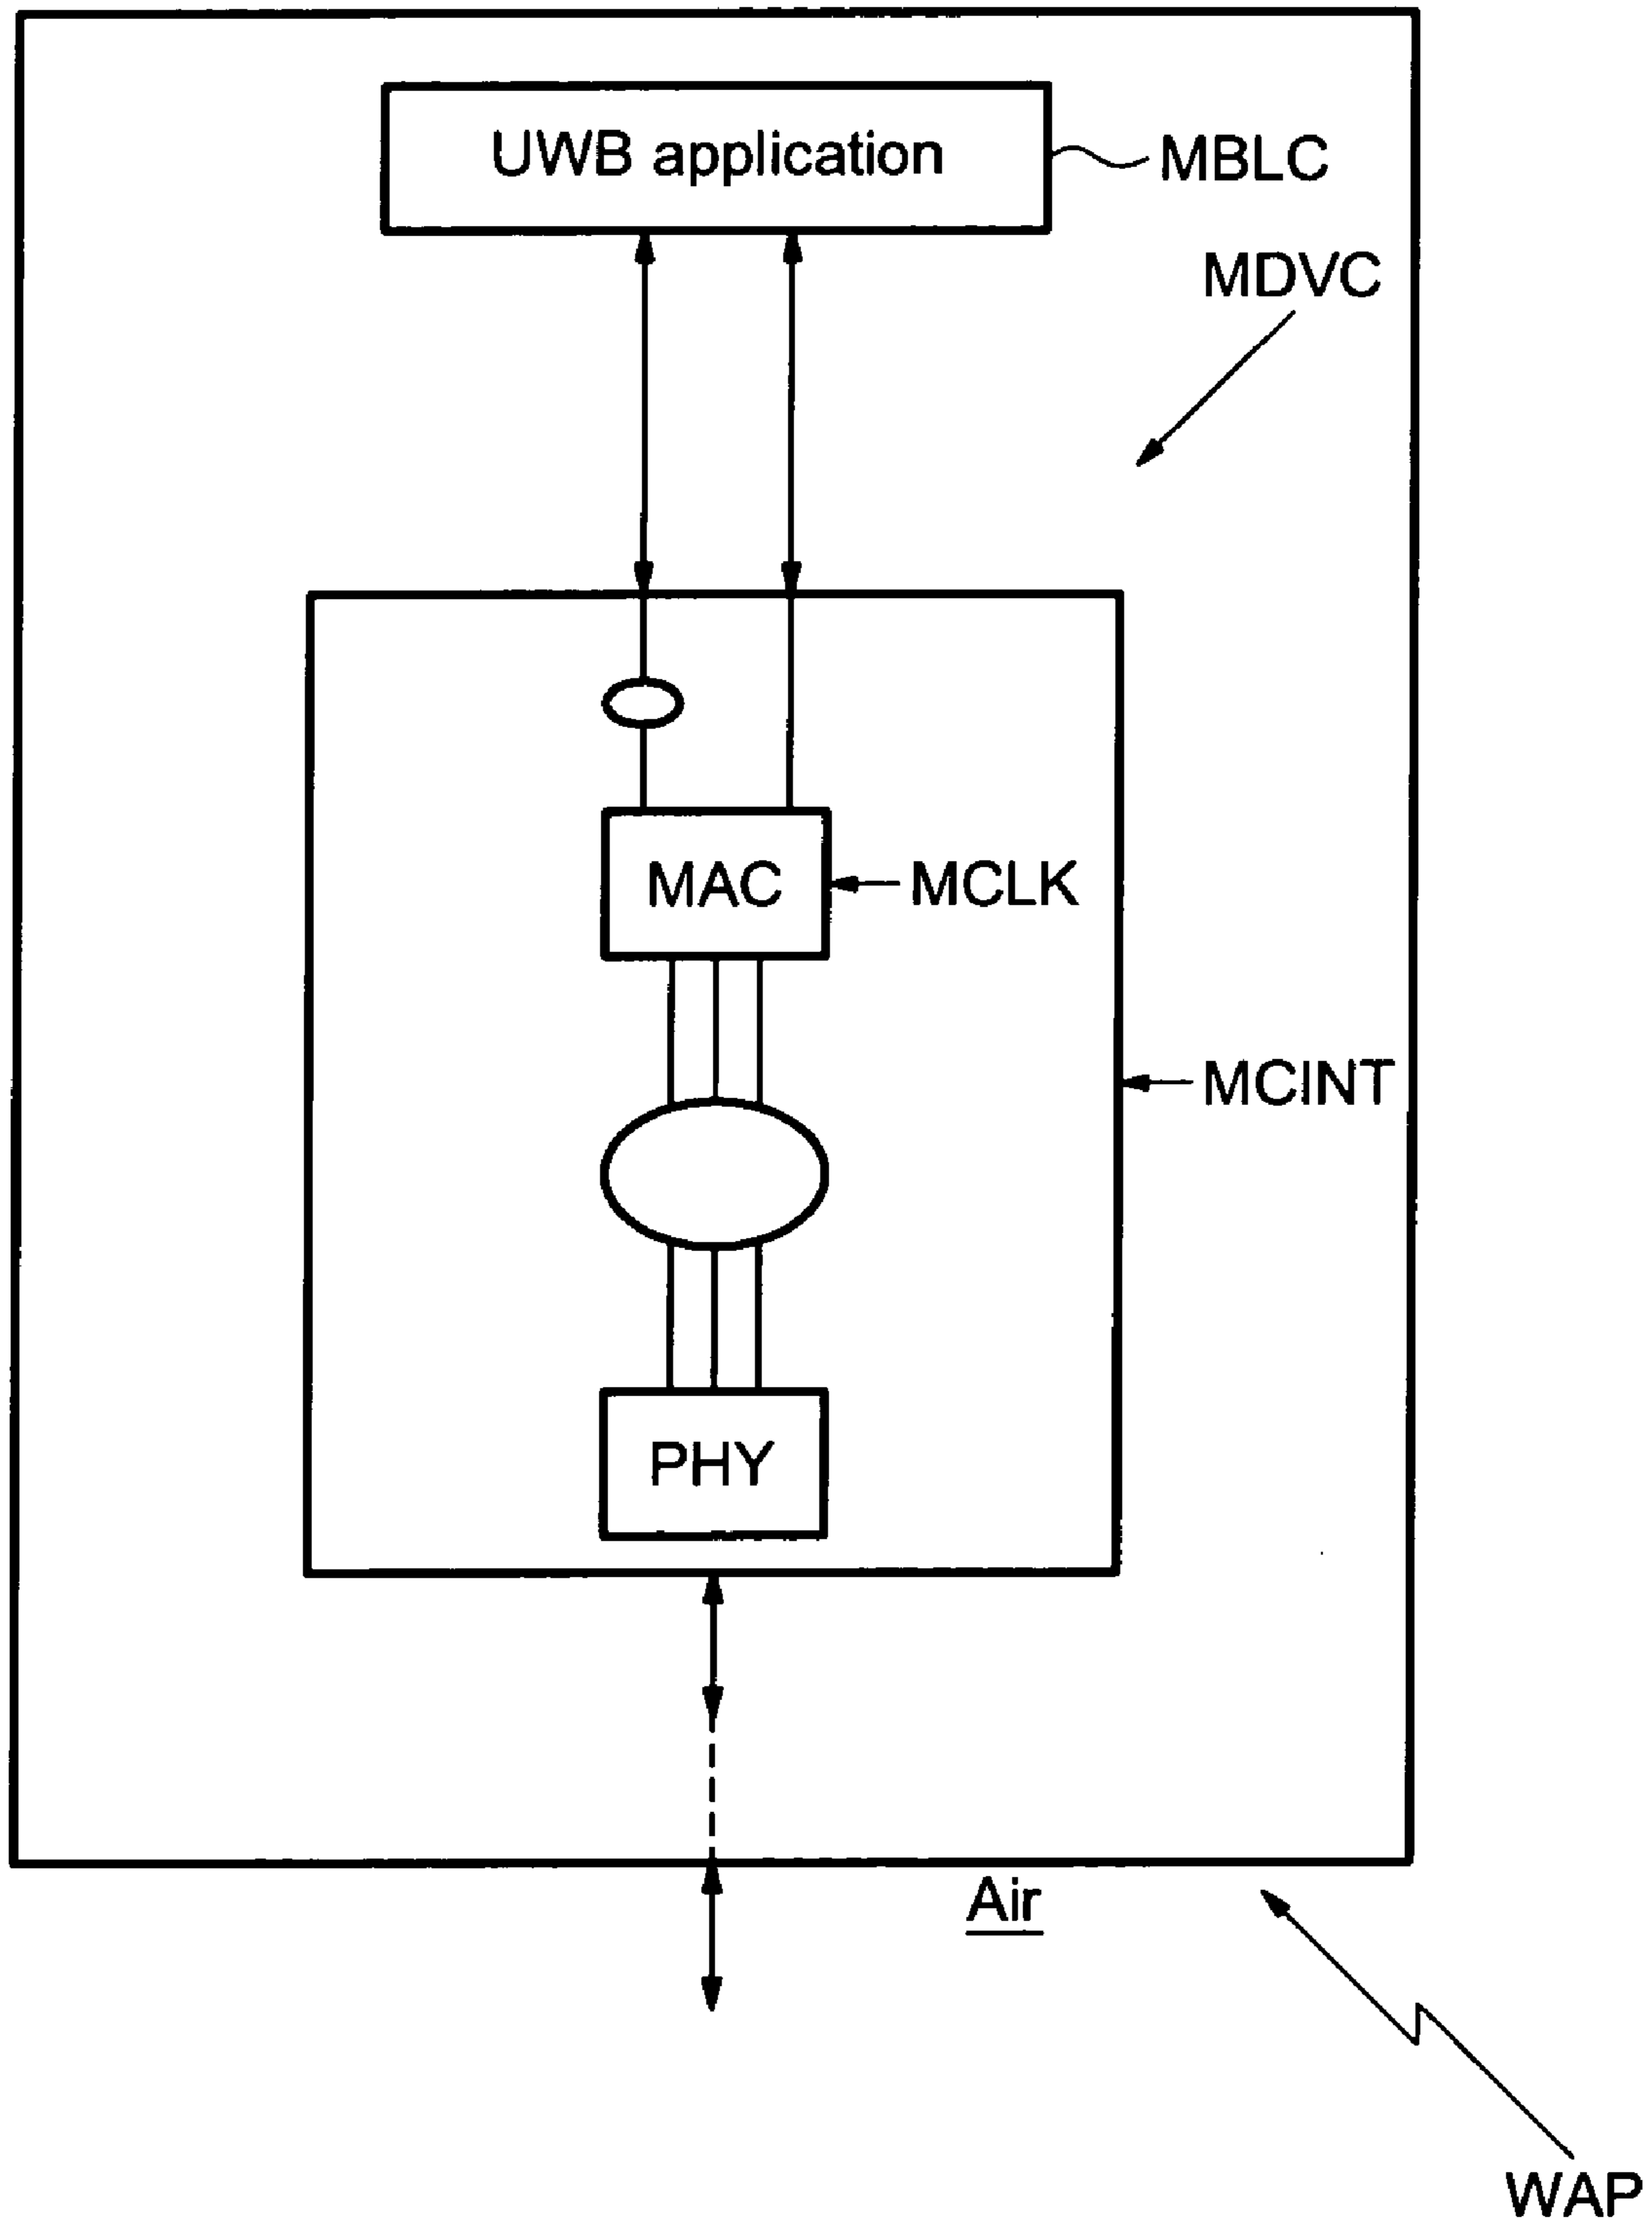 UWB application
MBLC
MDVC
MAC
MCLK
MCINT
PHY
Air
WAP